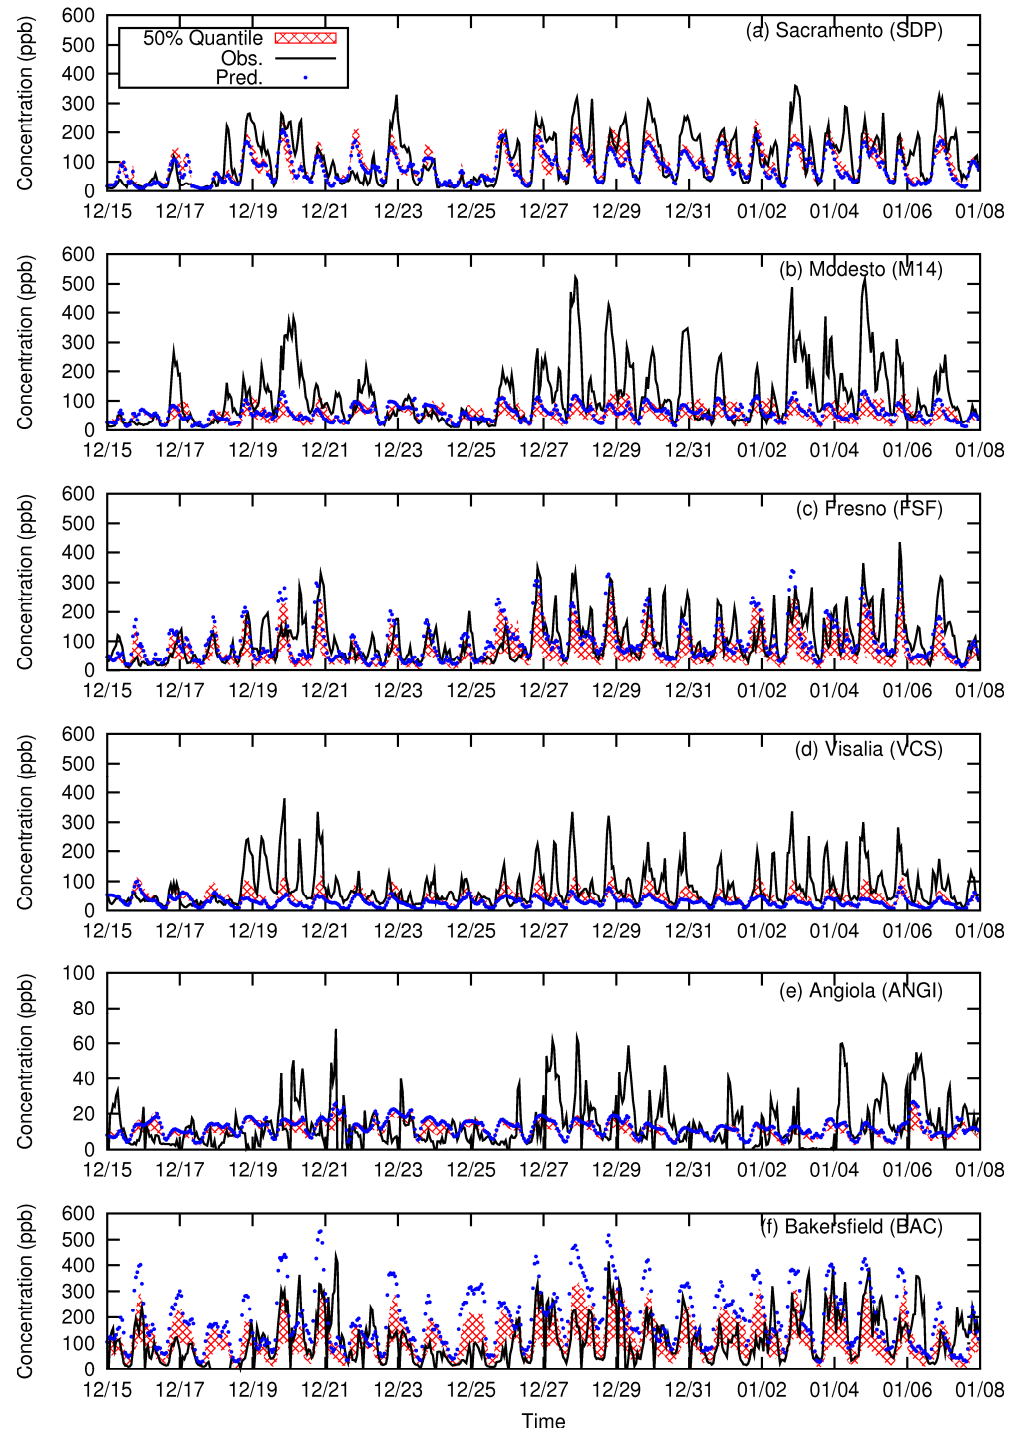 600
500
400
300
200
100
0
Concentration (ppb)
50% Quantile
Obs.
Pred.
(a) Sacramento (SDP)
12/15 12/17 12/19 12/21 12/23 12/25 12/27 12/29 12/31 01/02 01/04 01/06 01/08
600
500
400
300
200
100
0
Concentration (ppb)
(b) Modesto (M14)
12/15 12/17 12/19 12/21 12/23 12/25 12/27 12/29 12/31 01/02 01/04 01/06 01/08
600
500
400
300
200
100
0
Concentration (ppb)
(c) Fresno (FSF)
12/15 12/17 12/19 12/21 12/23 12/25 12/27 12/29 12/31 01/02 01/04 01/06 01/08
600
500
400
300
200
100
0
Concentration (ppb)
(d) Visalia (VCS)
12/15 12/17 12/19 12/21 12/23 12/25 12/27 12/29 12/31 01/02 01/04 01/06 01/08
100
80
60
40
20
0
Concentration (ppb)
(e) Angiola (ANGI)
12/15 12/17 12/19 12/21 12/23 12/25 12/27 12/29 12/31 01/02 01/04 01/06 01/08
600
500
400
300
200
100
0
Concentration (ppb)
(f) Bakersfield (BAC)
12/15 12/17 12/19 12/21 12/23 12/25 12/27 12/29 12/31 01/02 01/04 01/06 01/08
Time